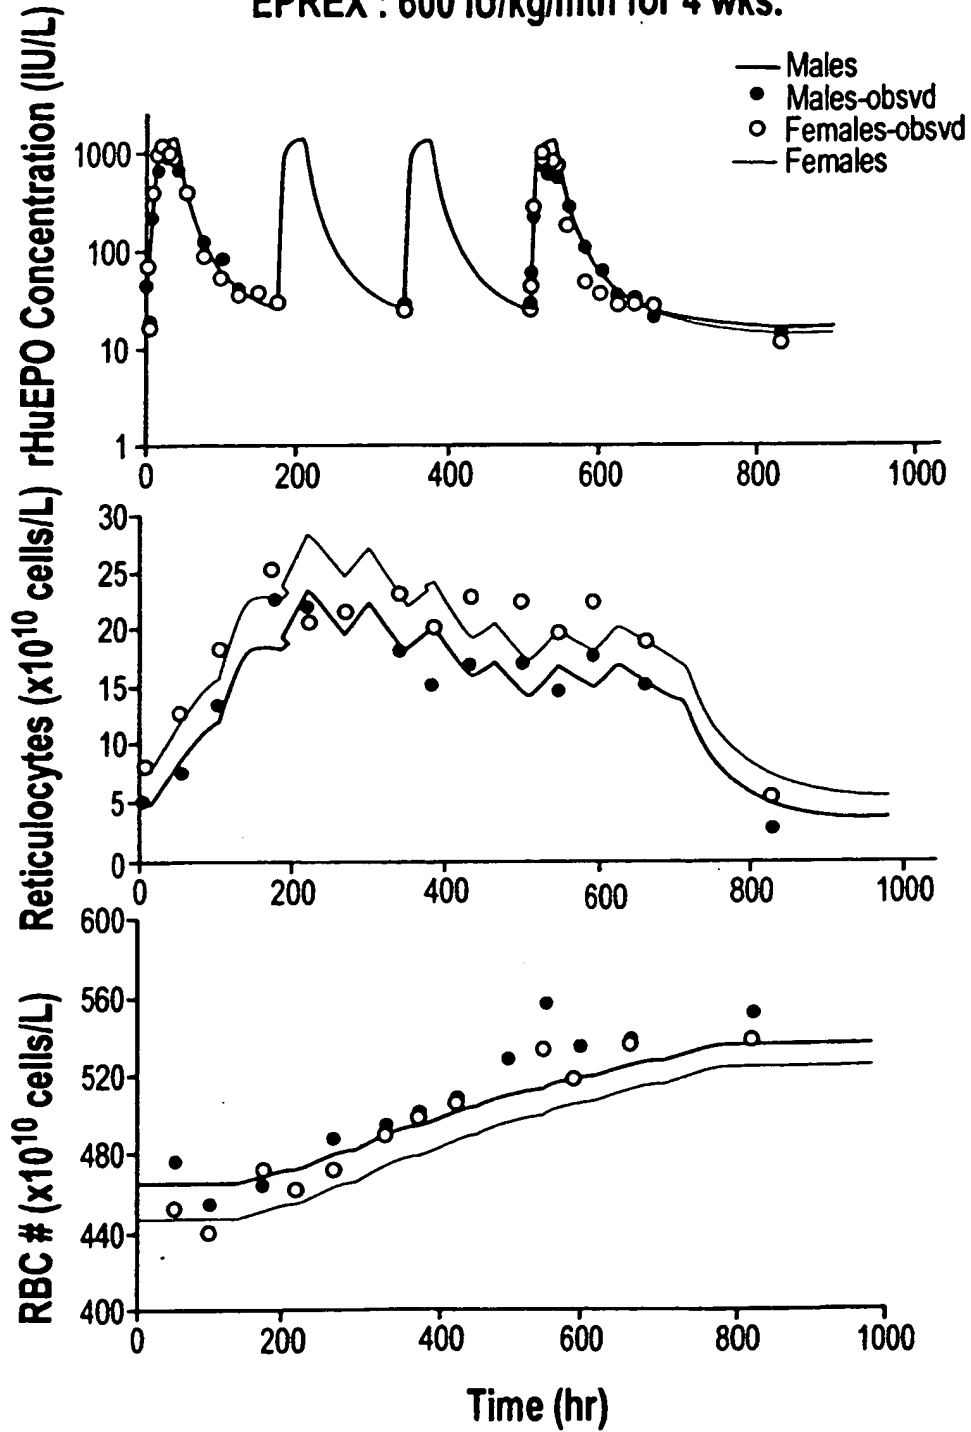 EPREX : 600 IU/kg/mth for 4 wks.
Males
Males-obsvd
Females-obsvd
Females
rHuEPO Concentration (IU/L)
1000
100
10
1
0 200 400 600 800 1000
Reticulocytes (x10¹⁰ cells/L)
30
25
20
15
10
5
0
0 200 400 600 800 1000
RBC # (x10¹⁰ cells/L)
600
560
520
480
440
400
0 200 400 600 800 1000
Time (hr)